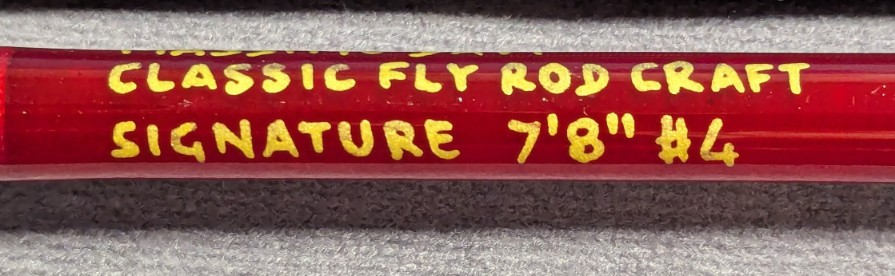 CLASSIC FLY ROD CRAFT
SIGNATURE 7'8" #4